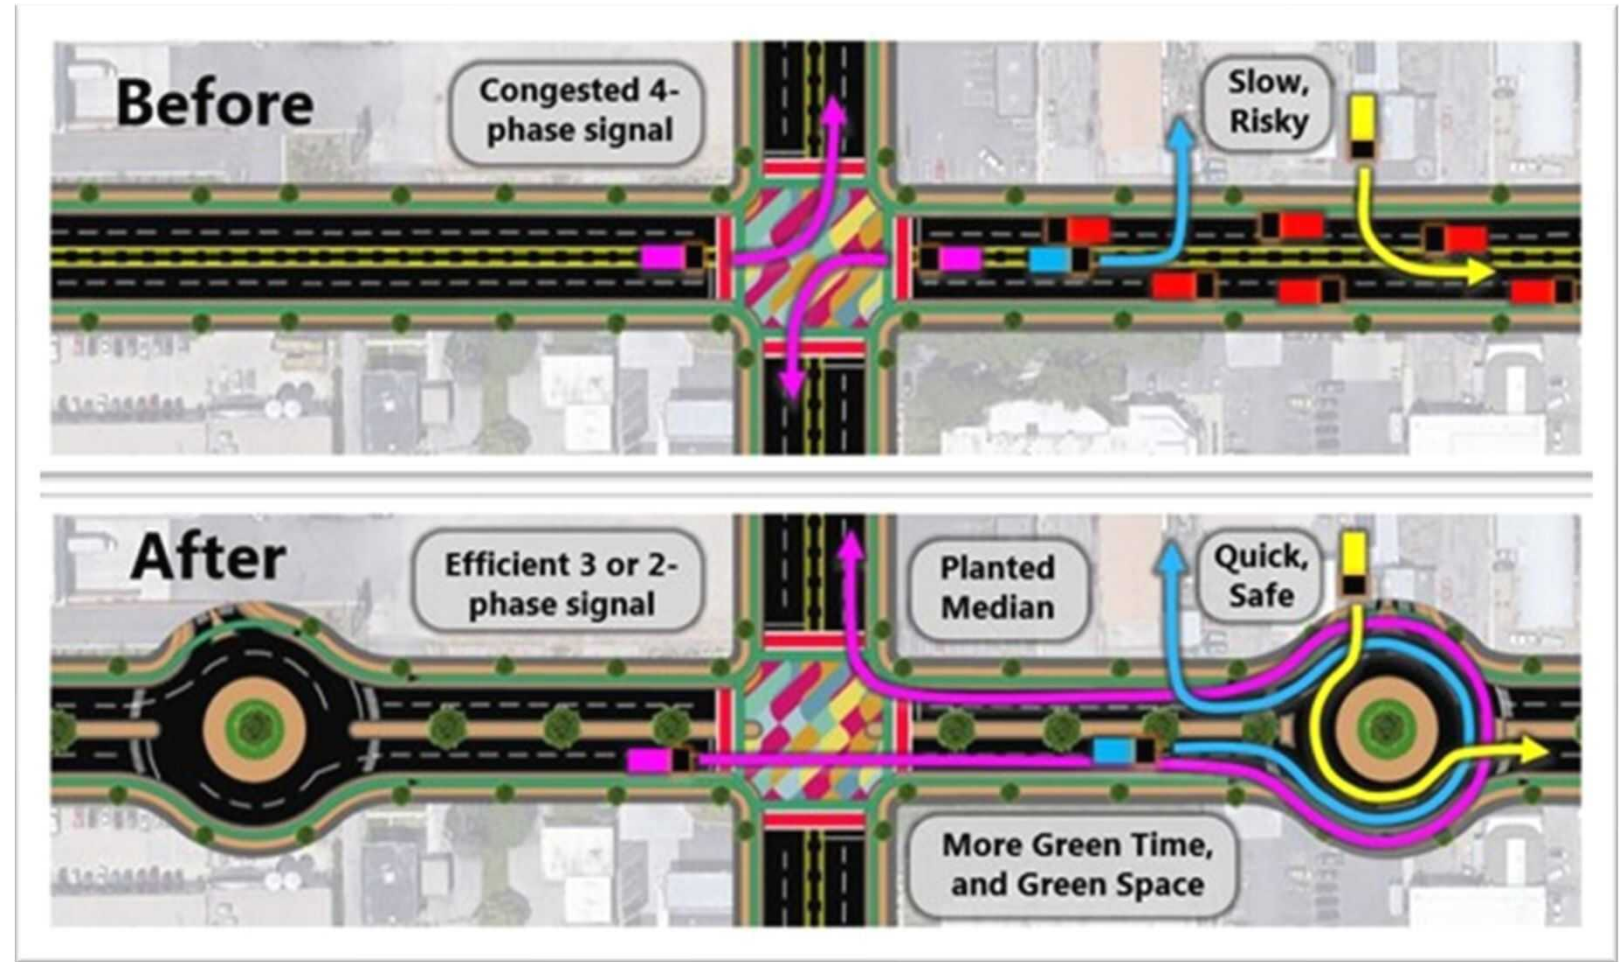 Before
Congested 4-
phase signal
Slow,
Risky
After
Efficient 3 or 2-
phase signal
Planted
Median
Quick,
Safe
More Green Time,
and Green Space